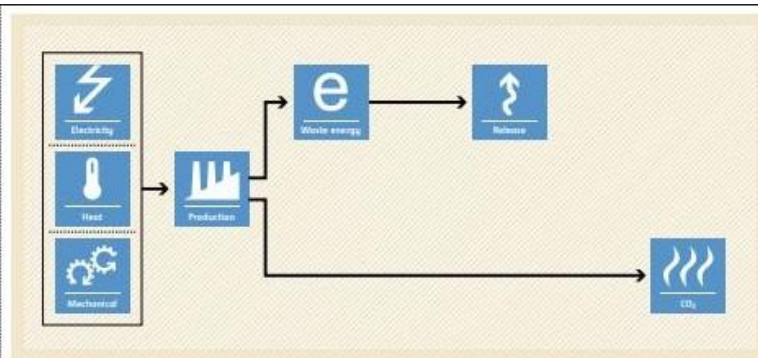 Electricity
Heat
Mechanical
Production
e
Waste energy
Release
CO₂